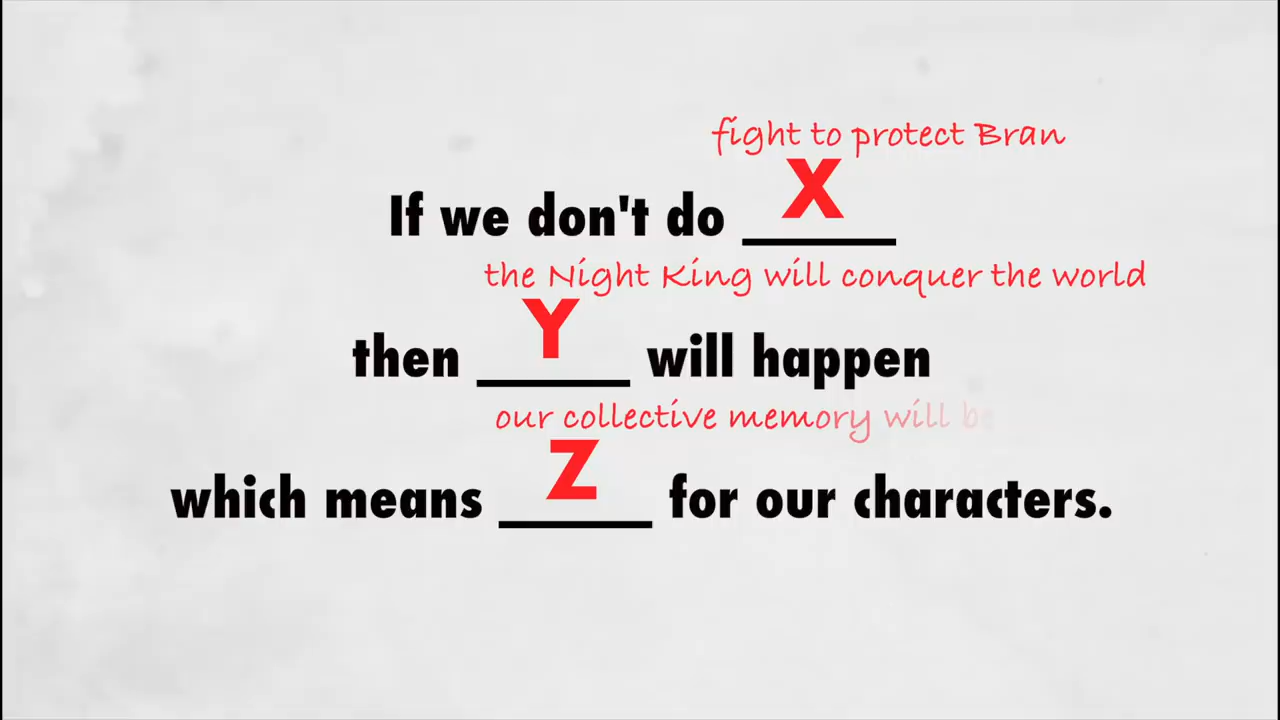 fight to protect Bran
X
If we don't do
the Night King will conquer the world
Y
then will happen
our collective memory will be
Z
which means for our characters.